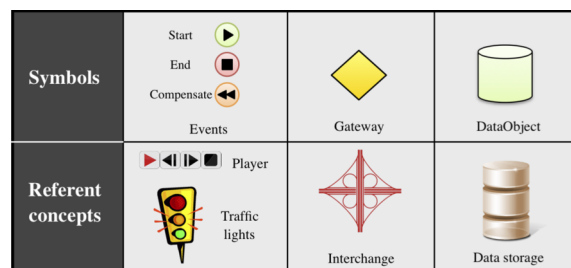 Symbols
Start
End
Compensate
Events
Gateway
DataObject
Referent
concepts
Player
Traffic
lights
Interchange
Data storage